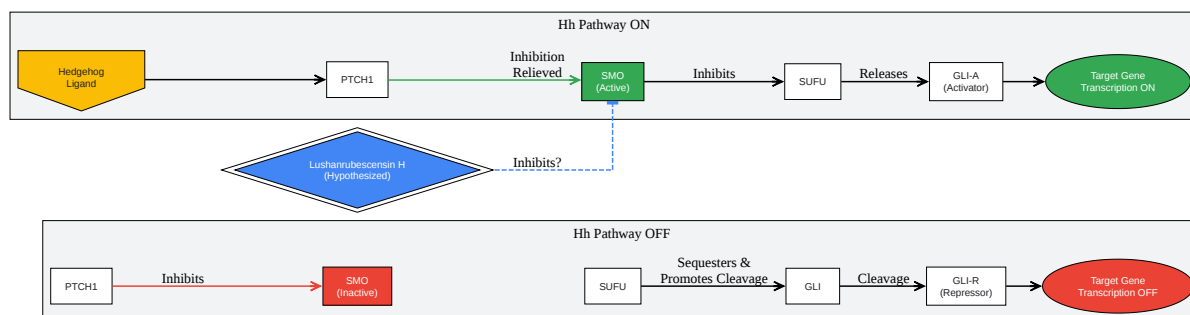 Hh Pathway ON
Hedgehog
Ligand
PTCH1
Inhibition
Relieved
SMO
(Active)
Inhibits
SUFU
Releases
GLI-A
(Activator)
Target Gene
Transcription ON
Lushanrubescensin H
(Hypothesized)
Inhibits?
Hh Pathway OFF
PTCH1
Inhibits
SMO
(Inactive)
SUFU
Sequesters &
Promotes Cleavage
GLI
Cleavage
GLI-R
(Repressor)
Target Gene
Transcription OFF